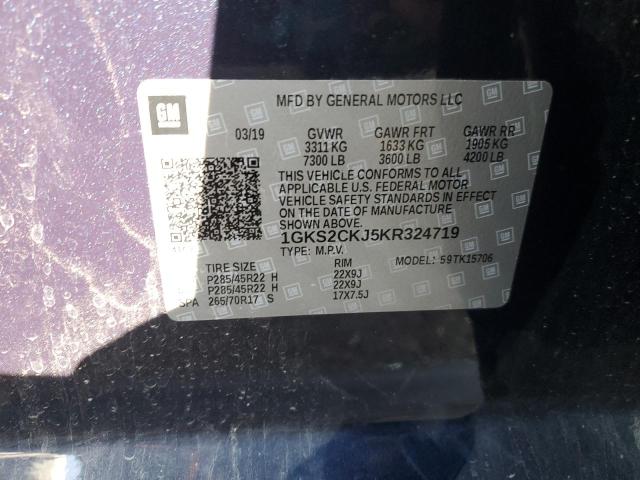 GM
MFD BY GENERAL MOTORS LLC
03/19 GVWR GAWR FRT GAWR RR
3311 KG 1633 KG 1905 KG
7300 LB 3600 LB 4200 LB
THIS VEHICLE CONFORMS TO ALL
APPLICABLE U.S. FEDERAL MOTOR
VEHICLE SAFETY STANDARDS IN EFFECT
ON THE DATE OF MANUFACTURE
SHOWN ABOVE.
1GKS2CKJ5KR324719
TYPE: M.P.V. MODEL: 59TK15706
TIRE SIZE RIM
P285/45R22 H 22X9J
P285/45R22 H 22X9J
SPA 265/70R17 S 17X7.5J